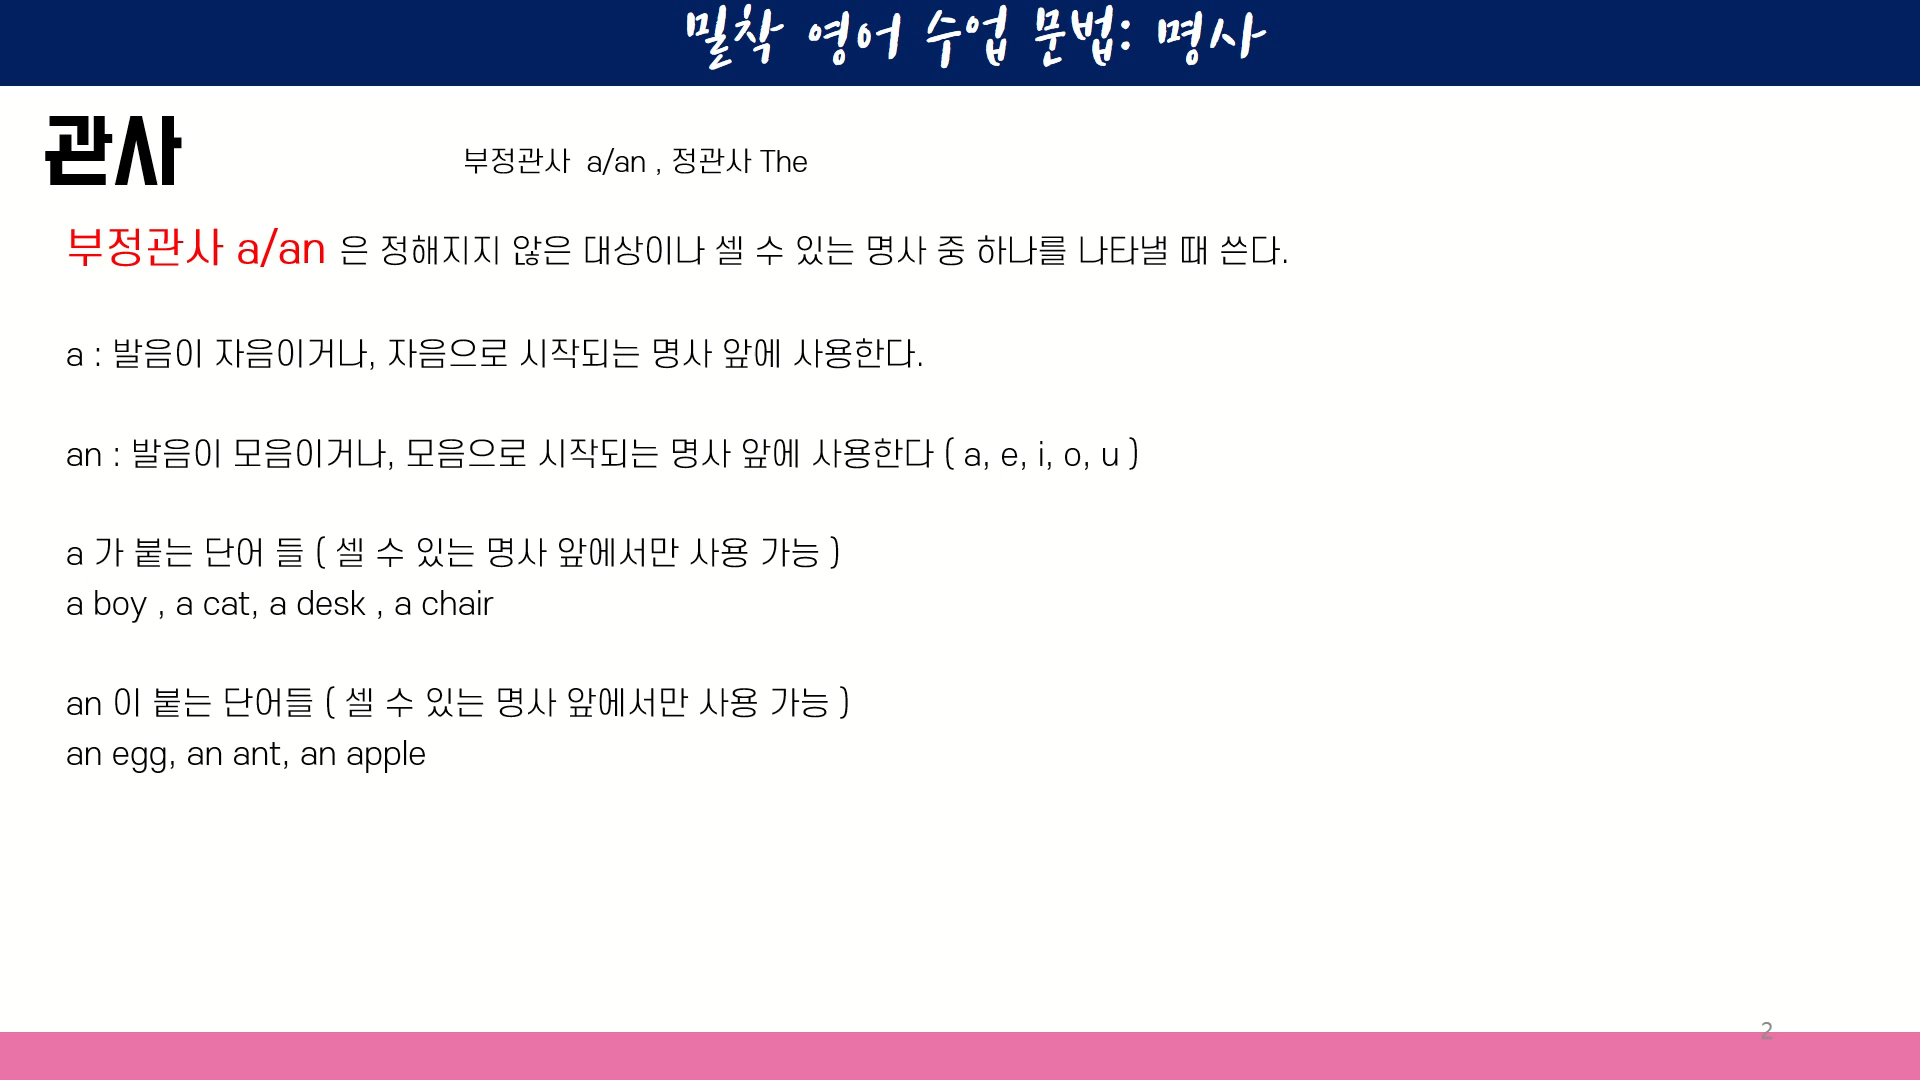 밀착 영어 수업 문법: 명사
관사
부정관사 a/an , 정관사 The
부정관사 a/an 은 정해지지 않은 대상이나 셀 수 있는 명사 중 하나를 나타낼 때 쓴다.
a : 발음이 자음이거나, 자음으로 시작되는 명사 앞에 사용한다.
an : 발음이 모음이거나, 모음으로 시작되는 명사 앞에 사용한다 ( a, e, i, o, u )
a 가 붙는 단어 들 ( 셀 수 있는 명사 앞에서만 사용 가능 )
a boy , a cat, a desk , a chair
an 이 붙는 단어들 ( 셀 수 있는 명사 앞에서만 사용 가능 )
an egg, an ant, an apple
2